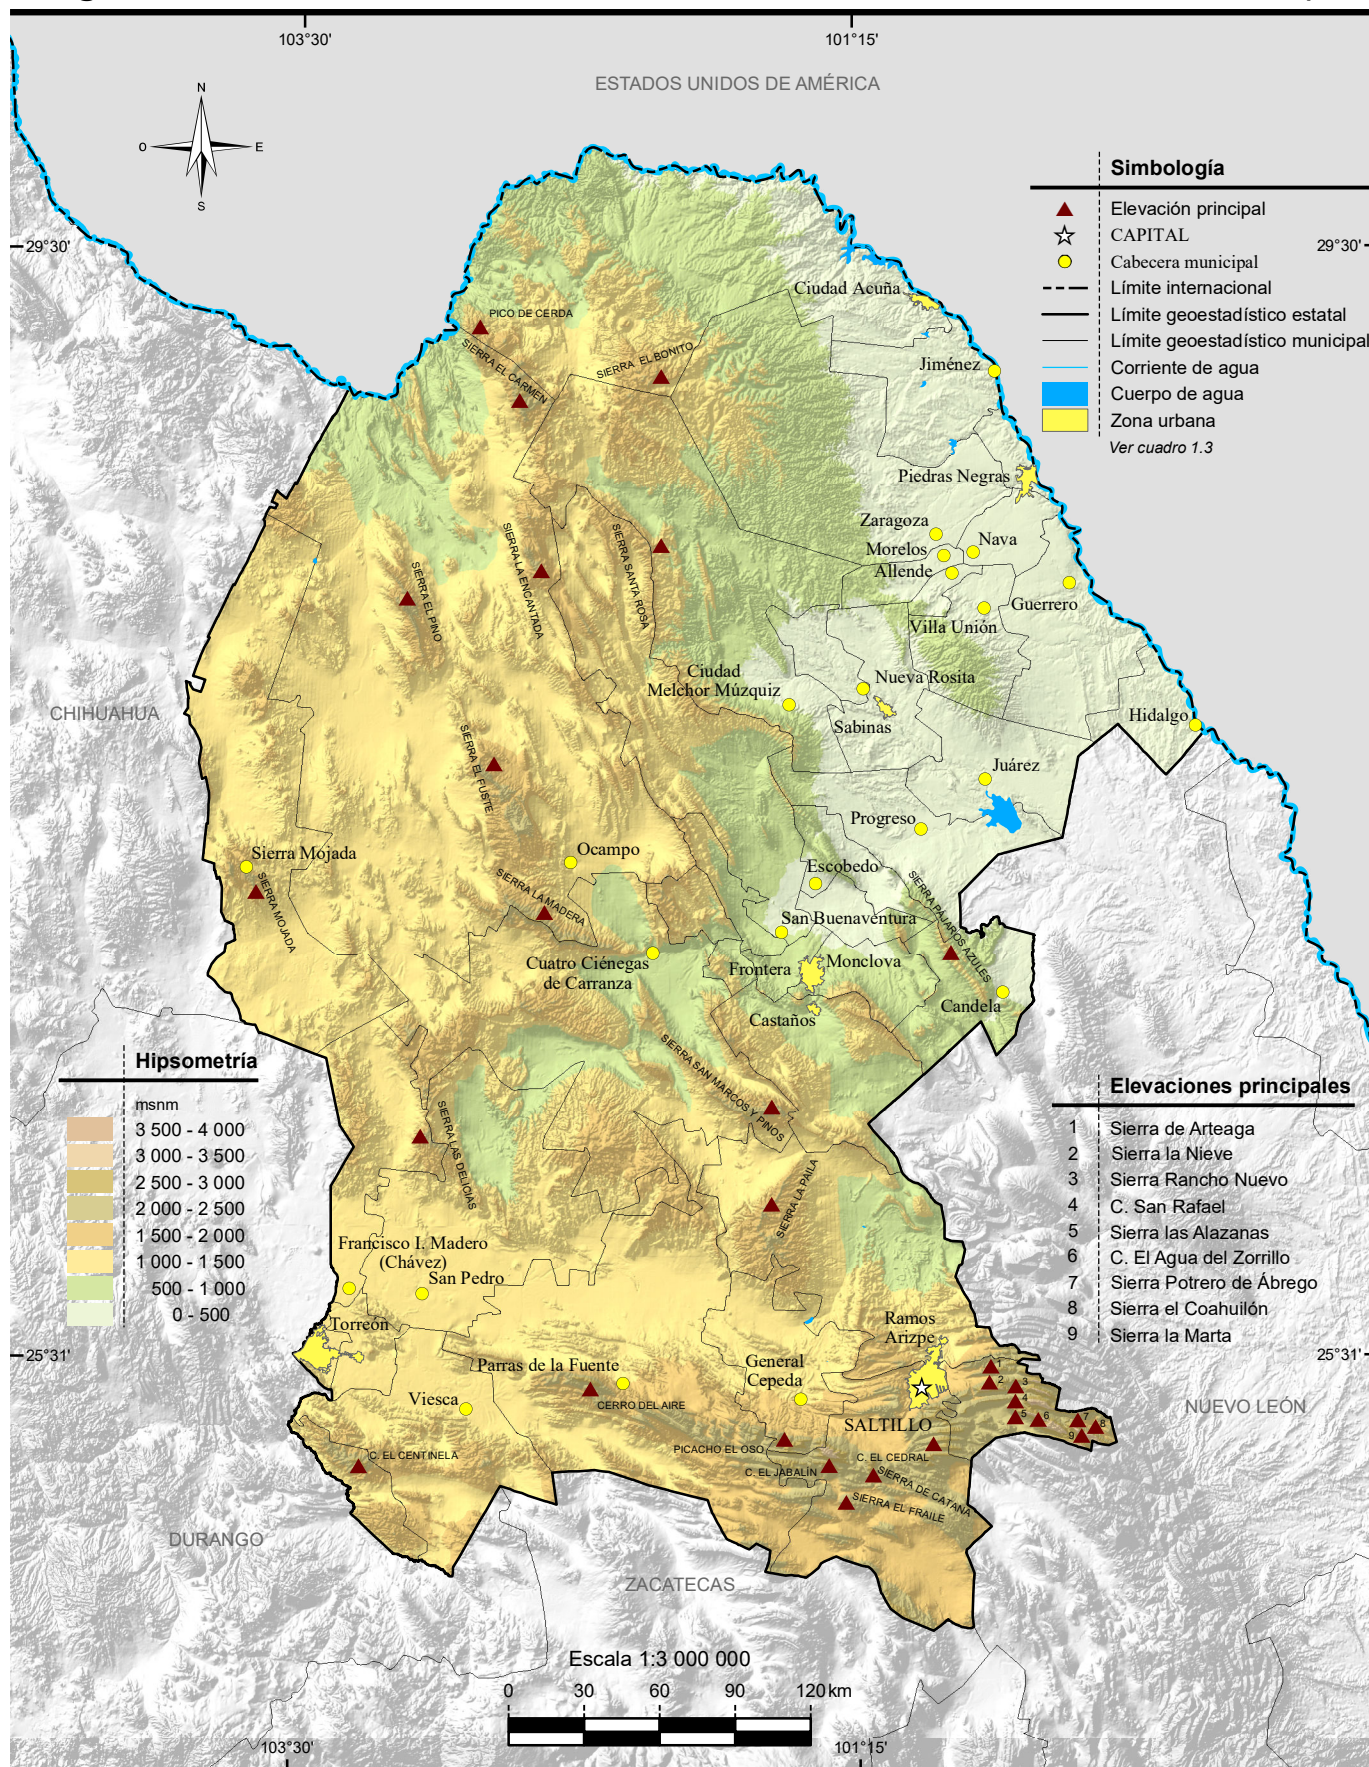 103°30'
101°15'
ESTADOS UNIDOS DE AMÉRICA
N
O
E
S
Simbología
Elevación principal
CAPITAL
Cabecera municipal
Límite internacional
Límite geoestadístico estatal
Límite geoestadístico municipal
Corriente de agua
Cuerpo de agua
Zona urbana
Ver cuadro 1.3
29°30'
29°30'
Ciudad Acuña
PICO DE CERDA
SIERRA EL CARMEN
SIERRA EL BONITO
Jiménez
Piedras Negras
Zaragoza
Morelos
Nava
Allende
Guerrero
Villa Unión
SIERRA LA ENCANTADA
SIERRA SANTA ROSA
SIERRA EL PINO
Ciudad
Melchor Múzquiz
Nueva Rosita
Sabinas
CHIHUAHUA
Hidalgo
SIERRA EL FUSTE
Juárez
Progreso
Sierra Mojada
SIERRA MOJADA
Ocampo
Escobedo
SIERRA LA MADERA
SIERRA PÁJAROS AZULES
San Buenaventura
Cuatro Ciénegas
de Carranza
Frontera
Monclova
Candela
Castaños
SIERRA SAN MARCOS Y PINOS
Hipsometría
msnm
3 500 - 4 000
3 000 - 3 500
2 500 - 3 000
2 000 - 2 500
1 500 - 2 000
1 000 - 1 500
500 - 1 000
0 - 500
SIERRA LAS DELICIAS
SIERRA LA PAILA
Elevaciones principales
1 Sierra de Arteaga
2 Sierra la Nieve
3 Sierra Rancho Nuevo
4 C. San Rafael
5 Sierra las Alazanas
6 C. El Agua del Zorrillo
7 Sierra Potrero de Ábrego
8 Sierra el Coahuilón
9 Sierra la Marta
Francisco I. Madero
(Chávez)
San Pedro
Torreón
Ramos
Arizpe
25°31'
25°31'
Parras de la Fuente
General
Cepeda
CERRO DEL AIRE
Viesca
SALTILLO
1
2
3
4
5
6
7
8
9
NUEVO LEÓN
C. EL CENTINELA
PICACHO EL OSO
C. EL CEDRAL
C. EL JABALÍN
SIERRA DE CATANA
SIERRA EL FRAILE
DURANGO
ZACATECAS
Escala 1:3 000 000
0 30 60 90 120 km
103°30'
101°15'